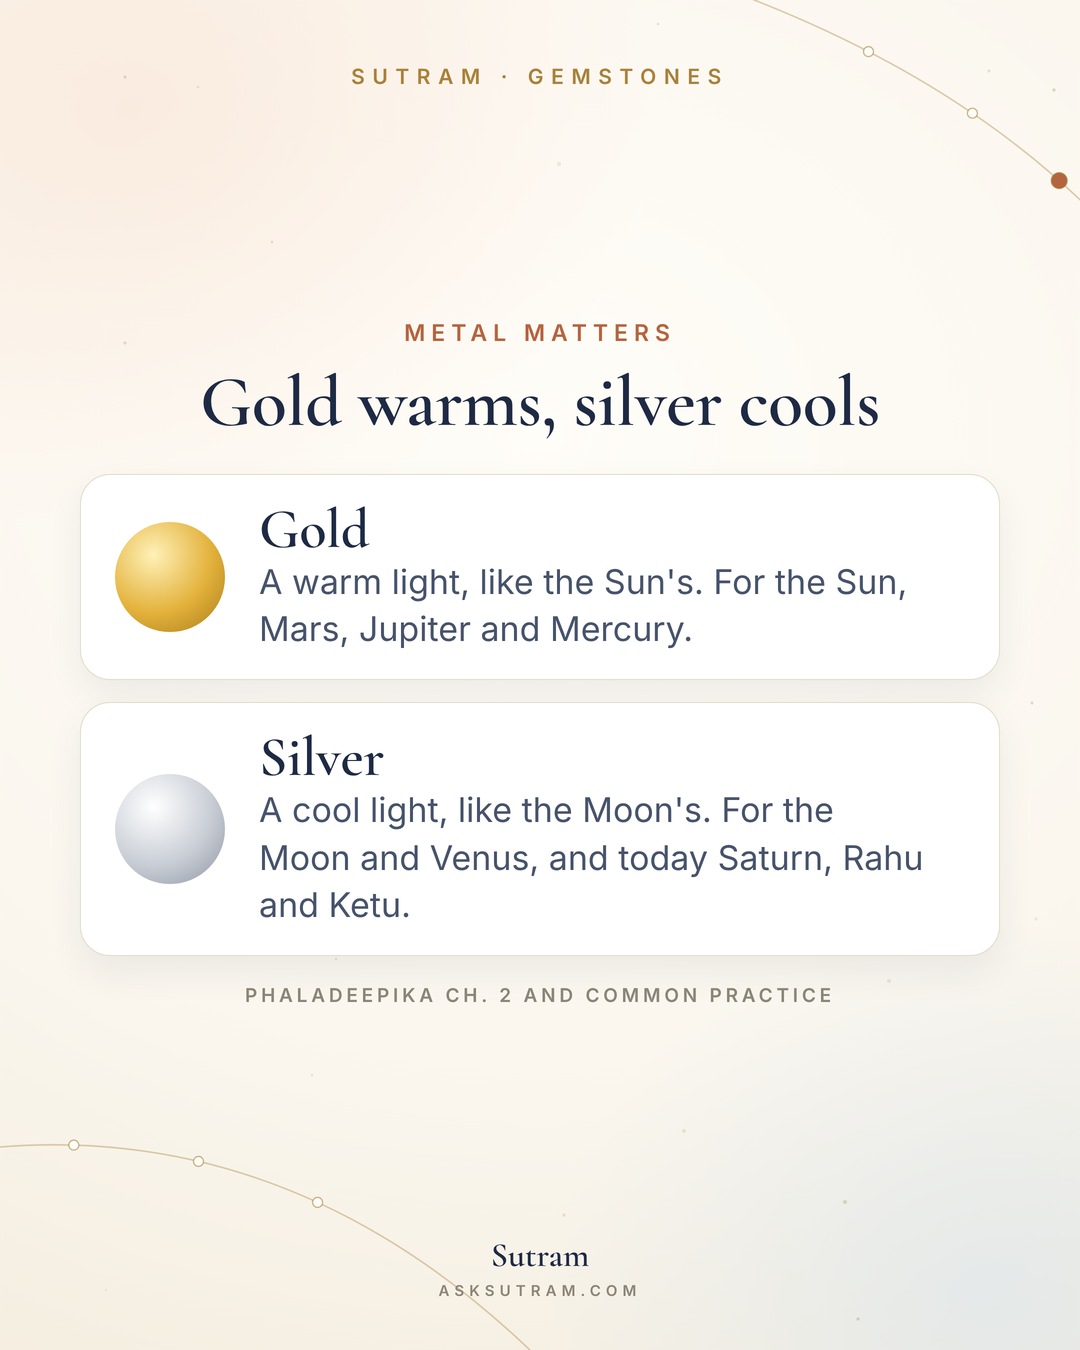 SUTRAM · GEMSTONES
METAL MATTERS
Gold warms, silver cools
Gold
A warm light, like the Sun's. For the Sun,
Mars, Jupiter and Mercury.
Silver
A cool light, like the Moon's. For the
Moon and Venus, and today Saturn, Rahu
and Ketu.
PHALADEEPIKA CH. 2 AND COMMON PRACTICE
Sutram
ASKSUTRAM.COM